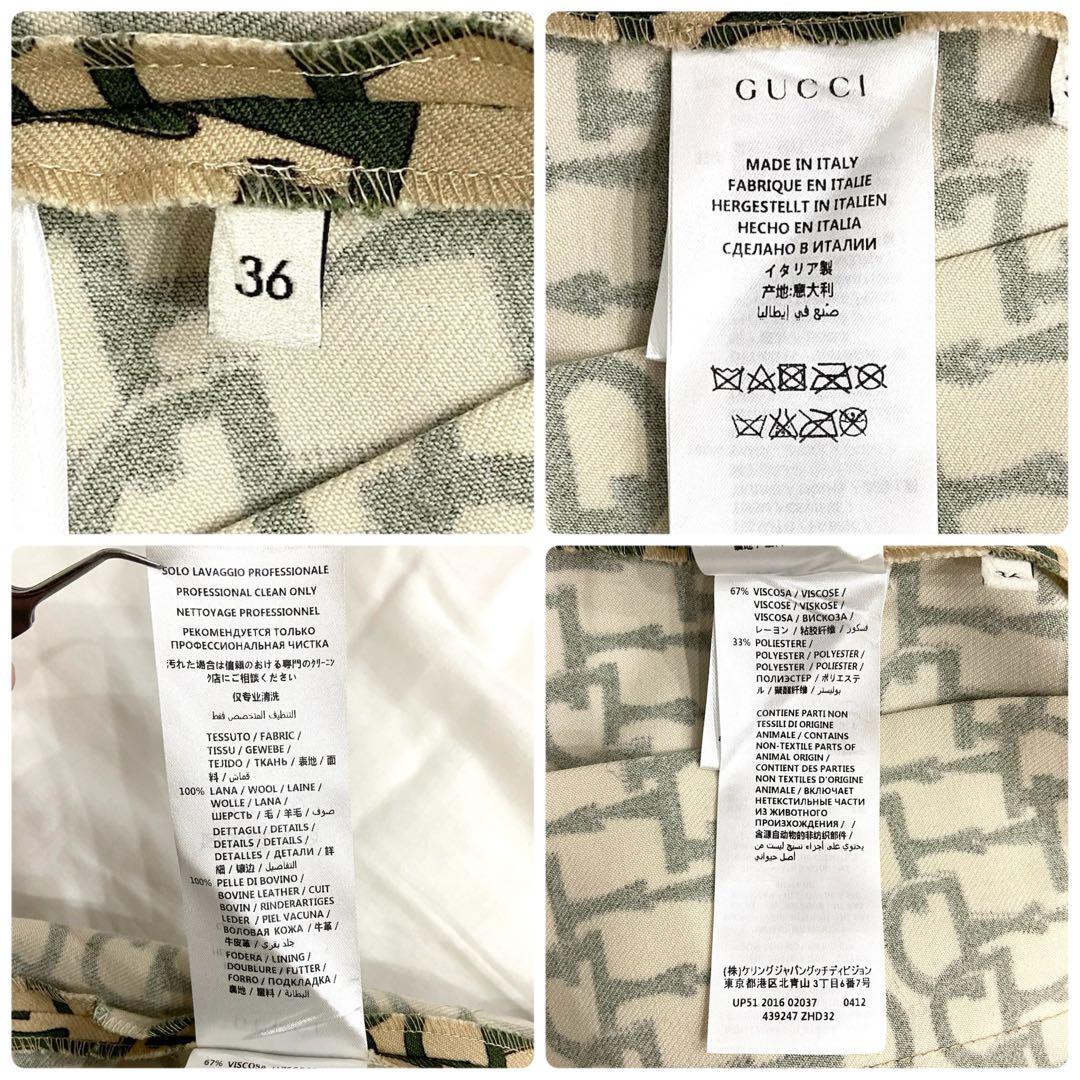 36
GUCCI
MADE IN ITALY
FABRIQUE EN ITALIE
HERGESTELLT IN ITALIEN
HECHO EN ITALIA
СДЕЛАНО В ИТАЛИИ
イタリア製
产地:意大利
صنع في إيطاليا
SOLO LAVAGGIO PROFESSIONALE
PROFESSIONAL CLEAN ONLY
NETTOYAGE PROFESSIONNEL
РЕКОМЕНДУЕТСЯ ТОЛЬКО
ПРОФЕССИОНАЛЬНАЯ ЧИСТКА
汚れた場合は信頼のおける専門のクリーニン
グ店にご相談ください
仅专业清洗
التنظيف المتخصص فقط
TESSUTO / FABRIC /
TISSU / GEWEBE /
TEJIDO / ТКАНЬ / 表地 / 面
料 / قماش
100% LANA / WOOL / LAINE /
WOLLE / LANA /
ШЕРСТЬ / 毛 / 羊毛 / صوف
DETTAGLI / DETAILS /
DETAILS / DETAILS /
DETALLES / ДЕТАЛИ / 詳
細 / 镶边 / التفاصيل
100% PELLE DI BOVINO /
BOVINE LEATHER / CUIT
BOVIN / RINDERARTIGES
LEDER / PIEL VACUNA /
ВОЛОВАЯ КОЖА / 牛革 /
牛皮革 / جلد بقري
FODERA / LINING /
DOUBLURE / FUTTER /
FORRO / ПОДКЛАДКА /
裏地 / 里料 / البطانة
67% VISCOSE
36
67% VISCOSA / VISCOSE /
VISCOSE / VISKOSE /
VISCOSA / ВИСКОЗА /
レーヨン / 粘胶纤维 / فسكوز
33% POLIESTERE /
POLYESTER / POLYESTER /
POLYESTER / POLIESTER /
ПОЛИЭСТЕР / ポリエステ
ル / 聚酯纤维 / بوليستر
CONTIENE PARTI NON
TESSILI DI ORIGINE
ANIMALE / CONTAINS
NON-TEXTILE PARTS OF
ANIMAL ORIGIN /
CONTIENT DES PARTIES
NON TEXTILES D'ORIGINE
ANIMALE / ВКЛЮЧАЕТ
НЕТЕКСТИЛЬНЫЕ ЧАСТИ
ИЗ ЖИВОТНОГО
ПРОИЗХОЖДЕНИЯ / /
含源自动物的非纺织部件 /
يحتوي على أجزاء نسيج ليست من
أصل حيواني
(株)ケリングジャパングッチディビジョン
東京都港区北青山3丁目6番7号
UP51 2016 02037 0412
439247 ZHD32